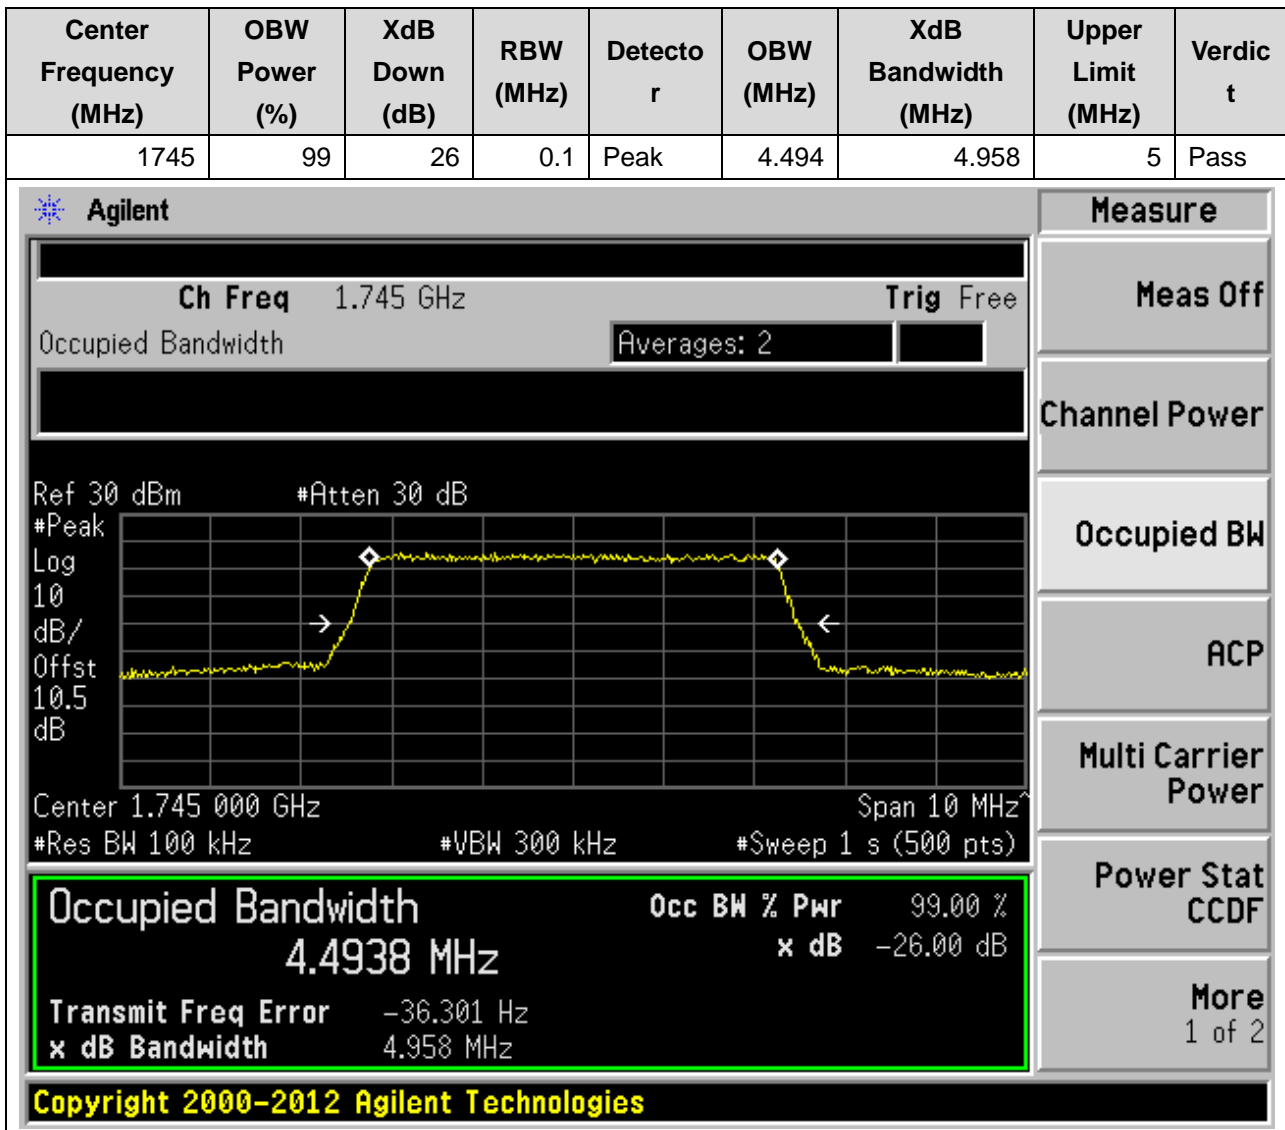 Center Frequency (MHz) OBW Power (%) XdB Down (dB) RBW (MHz) Detector OBW (MHz) XdB Bandwidth (MHz) Upper Limit (MHz) Verdict
1745 99 26 0.1 Peak 4.494 4.958 5 Pass
Agilent
Ch Freq 1.745 GHz Trig Free
Occupied Bandwidth Averages: 2
Ref 30 dBm #Atten 30 dB
#Peak
Log
10
dB/
Offst
10.5
dB
Center 1.745 000 GHz Span 10 MHz^
#Res BW 100 kHz #VBW 300 kHz #Sweep 1 s (500 pts)
Occupied Bandwidth Occ BW % Pwr 99.00 %
4.4938 MHz x dB -26.00 dB
Transmit Freq Error -36.301 Hz
x dB Bandwidth 4.958 MHz
Copyright 2000-2012 Agilent Technologies
Measure
Meas Off
Channel Power
Occupied BW
ACP
Multi Carrier
Power
Power Stat
CCDF
More
1 of 2